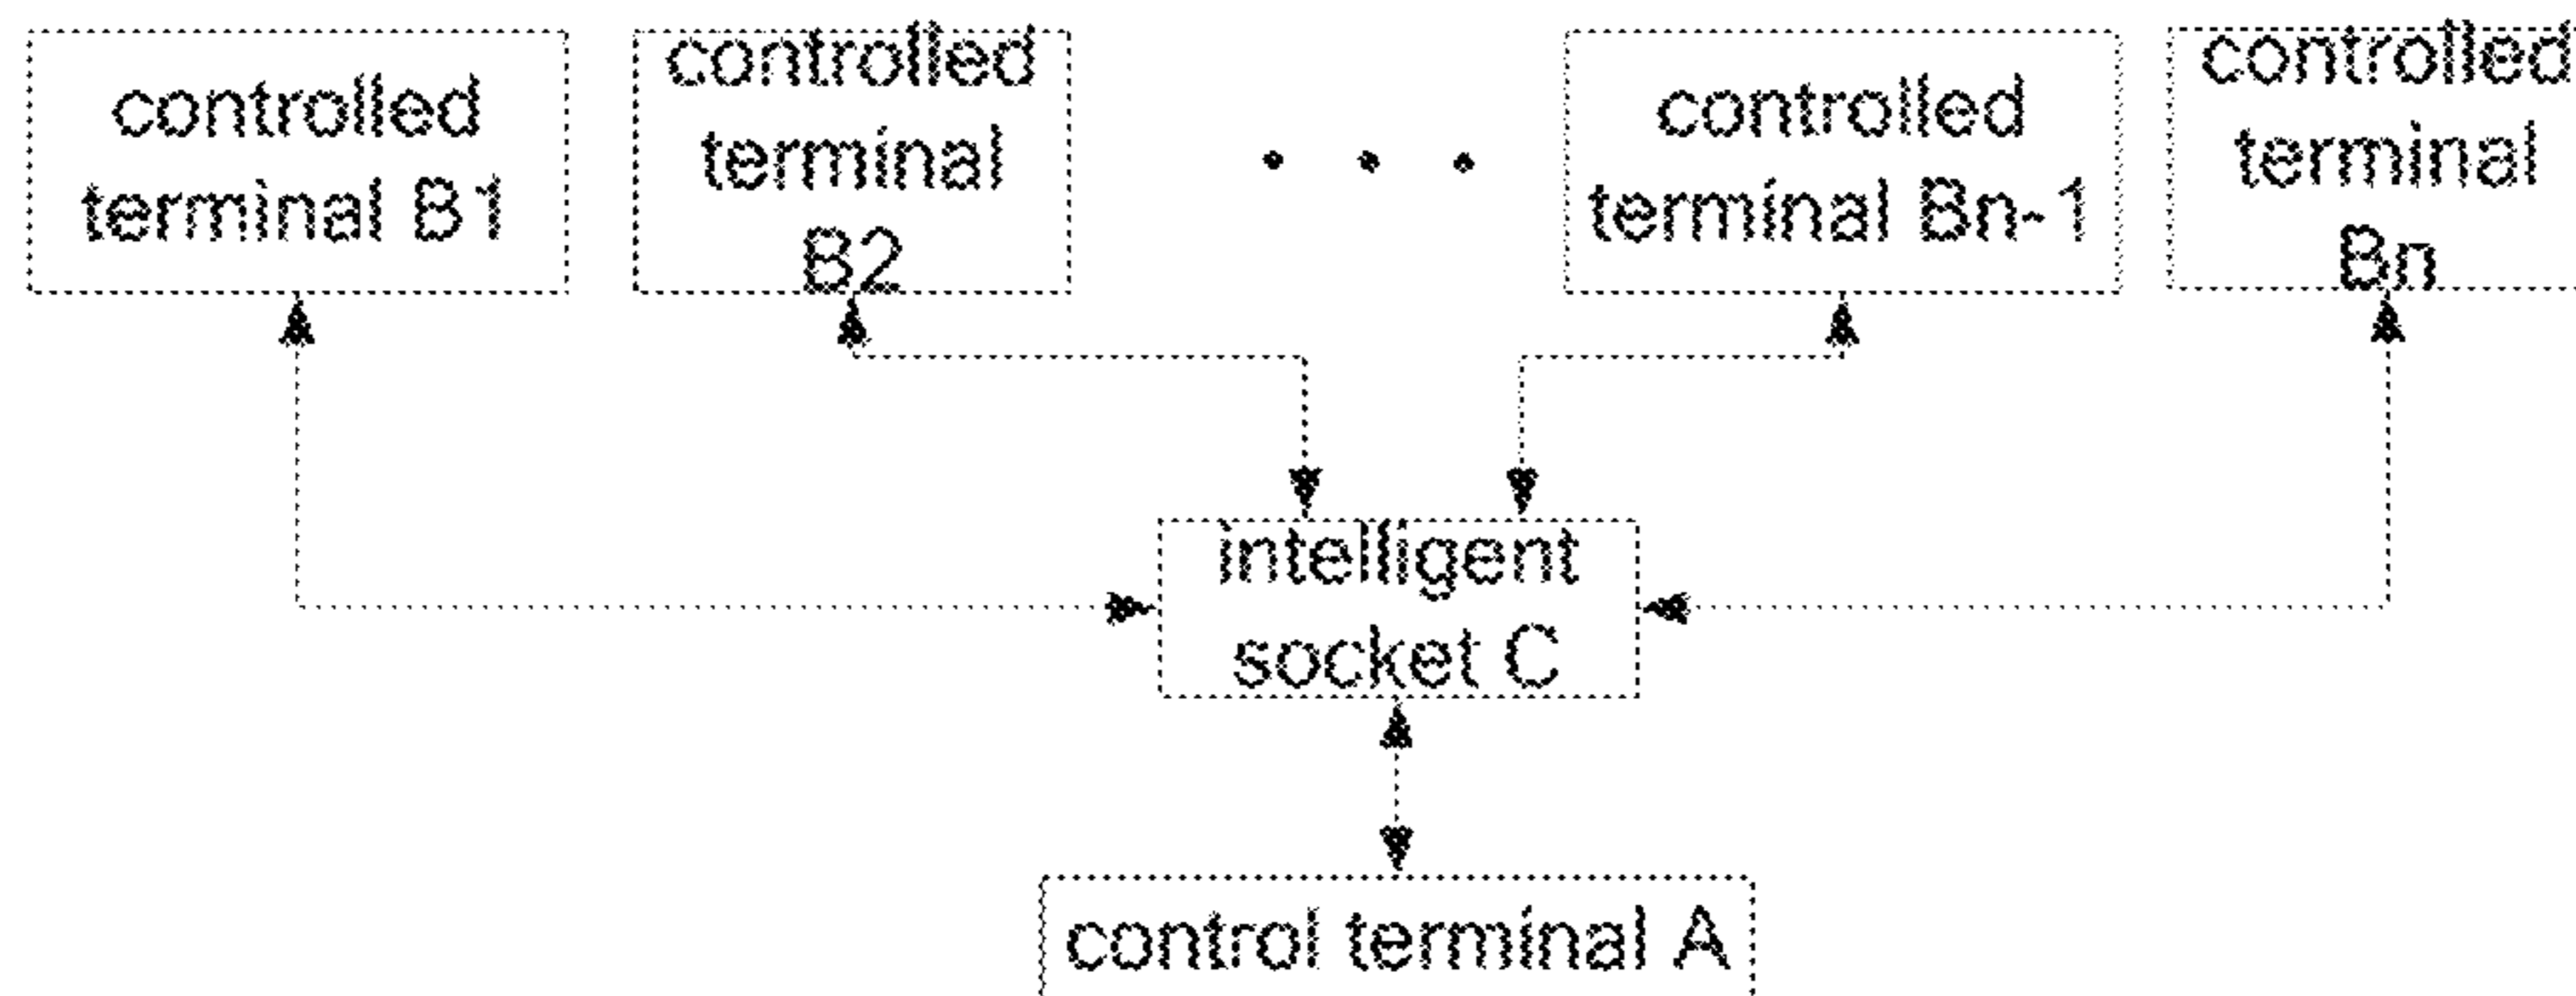 controlled
terminal B1
controlled
terminal
B2
. . .
controlled
terminal Bn-1
controlled
terminal
Bn
intelligent
socket C
control terminal A